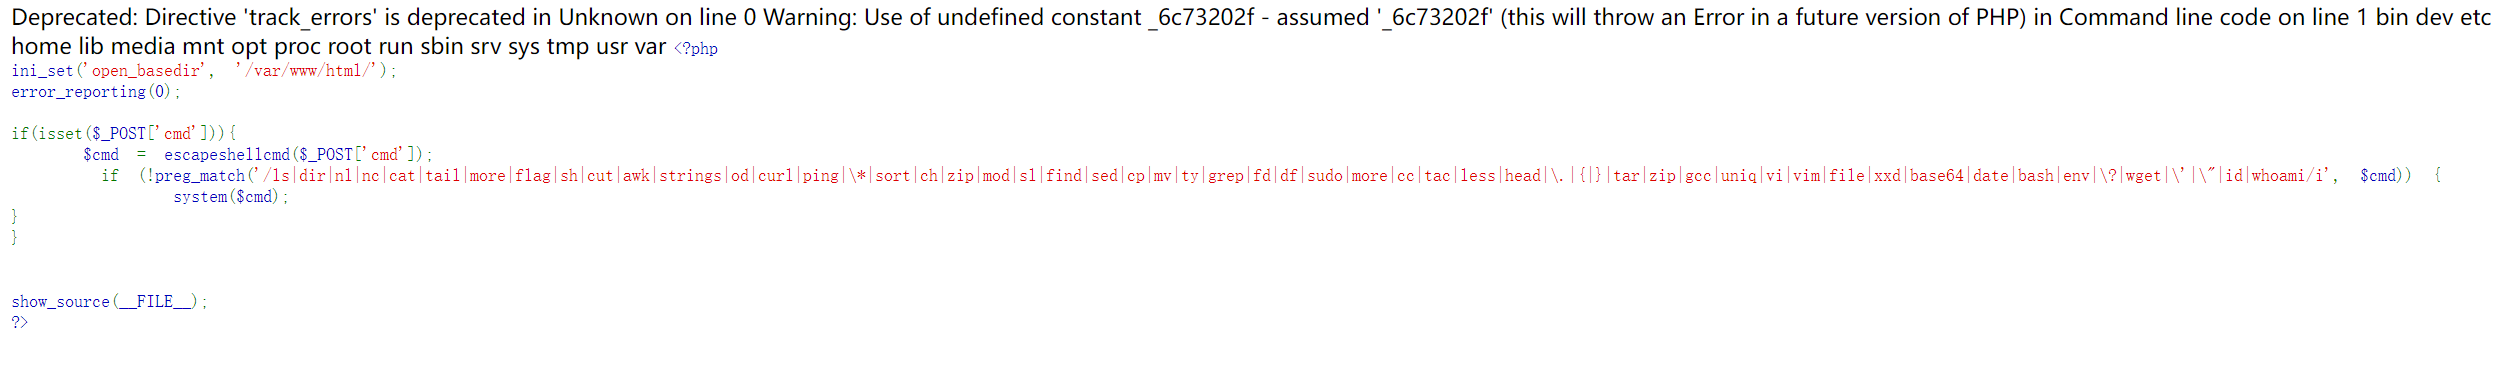 Deprecated: Directive 'track_errors' is deprecated in Unknown on line 0 Warning: Use of undefined constant _6c73202f - assumed '_6c73202f' (this will throw an Error in a future version of PHP) in Command line code on line 1 bin dev etc
home lib media mnt opt proc root run sbin srv sys tmp usr var <?php
ini_set('open_basedir', '/var/www/html/');
error_reporting(0);
if(isset($_POST['cmd'])){
$cmd = escapeshellcmd($_POST['cmd']);
if (!preg_match('/ls|dir|nl|nc|cat|tail|more|flag|sh|cut|awk|strings|od|curl|ping|\*|sort|ch|zip|mod|sl|find|sed|cp|mv|ty|grep|fd|df|sudo|more|cc|tac|less|head|\.|{|}|tar|zip|gcc|uniq|vi|vim|file|xxd|base64|date|bash|env|\?|wget|\'|\"|id|whoami/i', $cmd)) {
system($cmd);
}
}
show_source(__FILE__);
?>